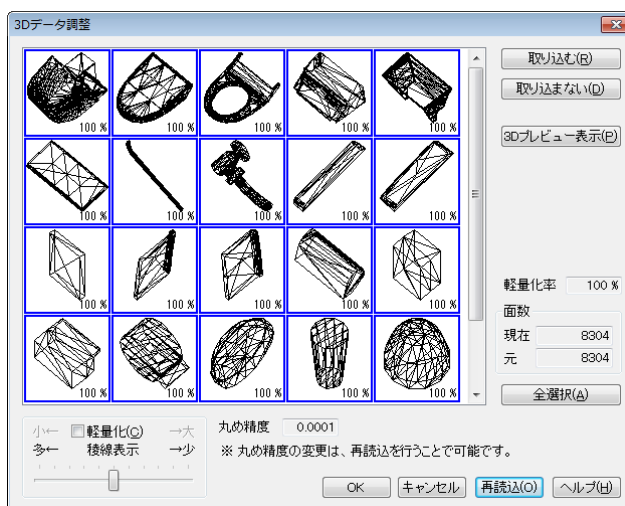 3Dデータ調整
100 % 100 % 100 % 100 % 100 %
100 % 100 % 100 % 100 % 100 %
100 % 100 % 100 % 100 % 100 %
100 % 100 % 100 % 100 % 100 %
取り込む(R)
取り込まない(D)
3Dプレビュー表示(P)
軽量化率 100 %
面数
現在 8304
元 8304
全選択(A)
小← 軽量化(C) →大
多← 稜線表示 →少
丸め精度 0.0001
※ 丸め精度の変更は、再読込を行うことで可能です。
OK キャンセル 再読込(O) ヘルプ(H)